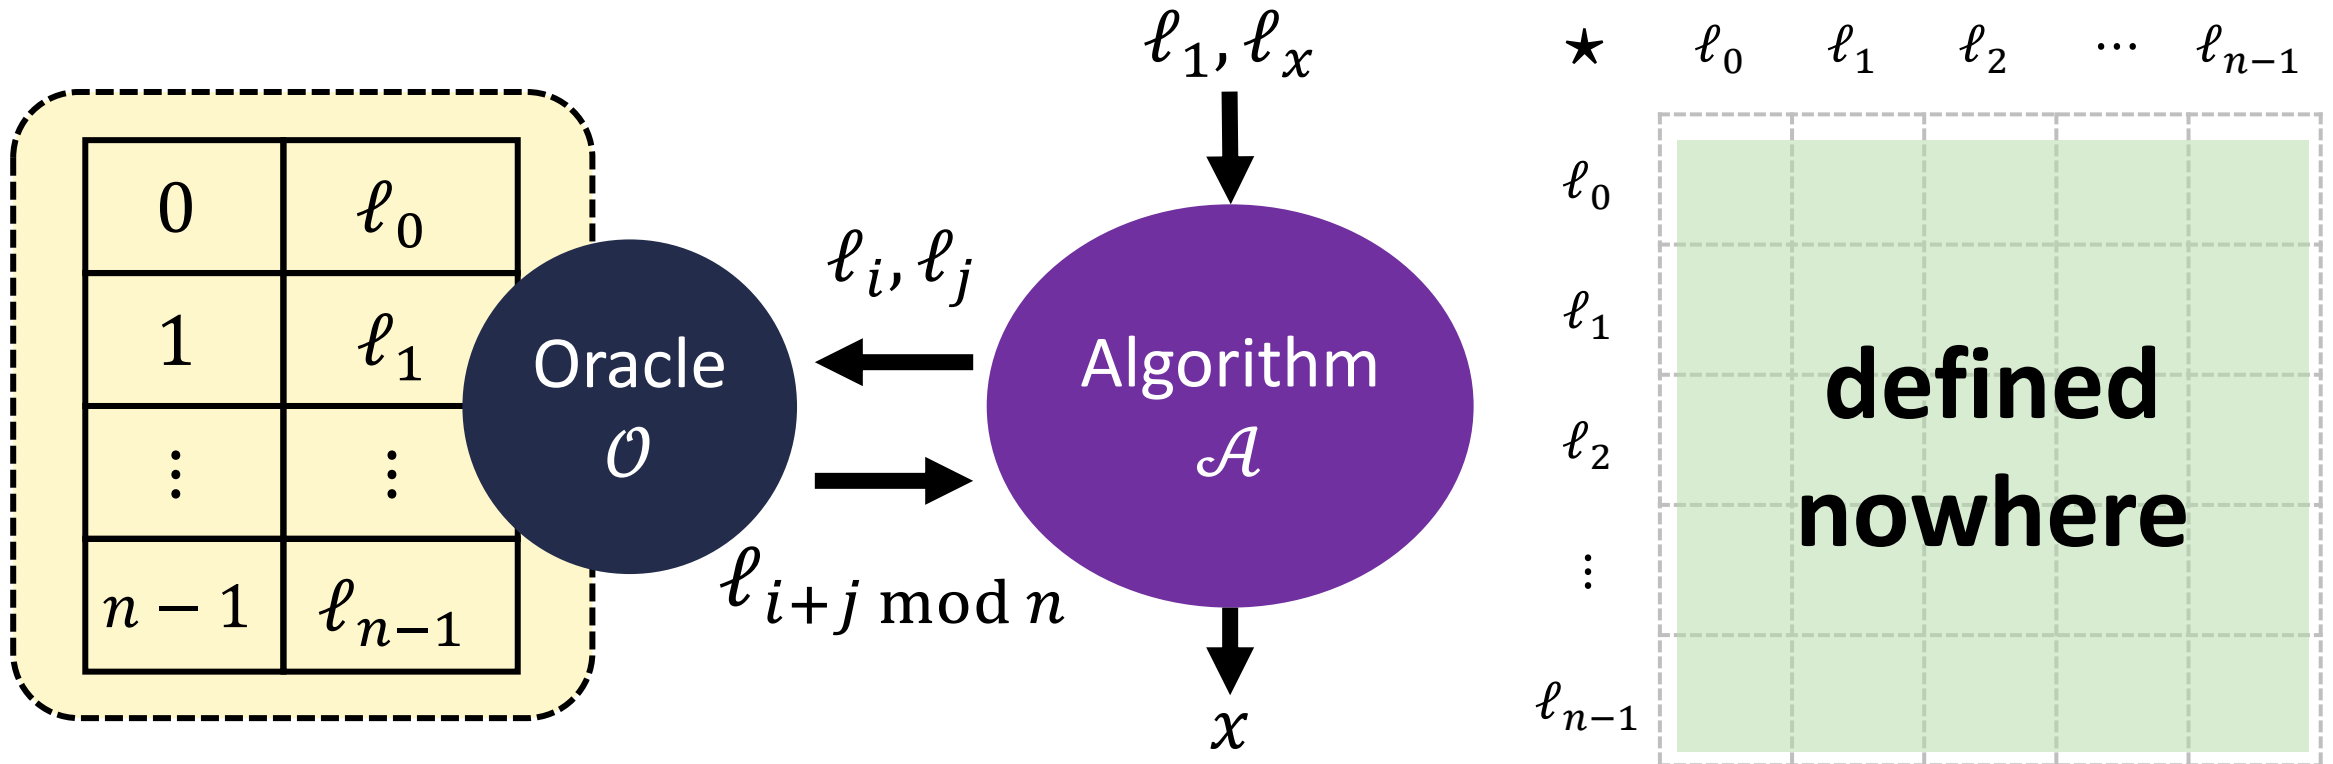 0 ℓ₀
1 ℓ₁
⋮ ⋮
n − 1 ℓₙ₋₁
Oracle
𝒪
ℓᵢ, ℓⱼ
ℓᵢ₊ⱼ mod n
ℓ₁, ℓₓ
Algorithm
𝒜
x
★ ℓ₀ ℓ₁ ℓ₂ ⋯ ℓₙ₋₁
ℓ₀
ℓ₁
ℓ₂
⋮
ℓₙ₋₁
defined
nowhere